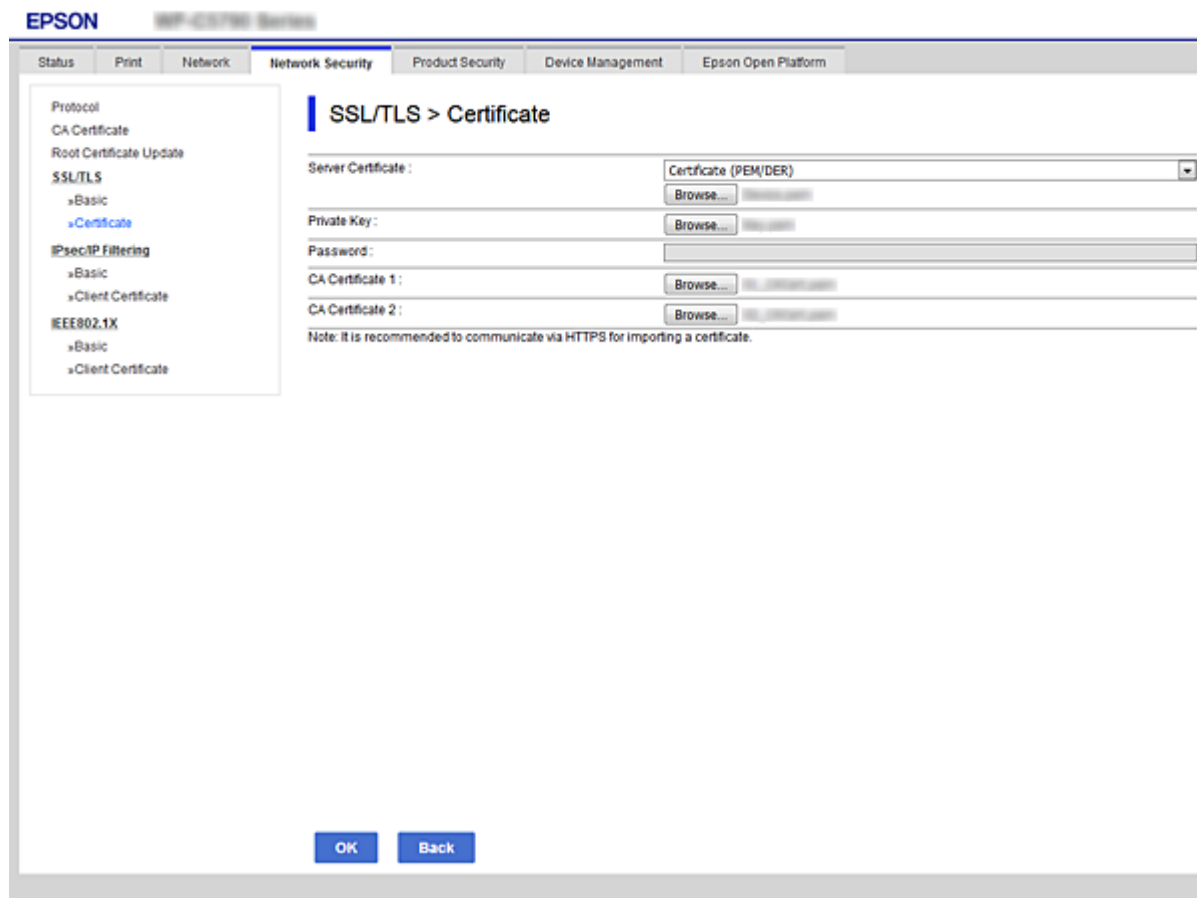 EPSON
Status Print Network Network Security Product Security Device Management Epson Open Platform
Protocol
CA Certificate
Root Certificate Update
SSL/TLS
»Basic
»Certificate
IPsec/IP Filtering
»Basic
»Client Certificate
IEEE802.1X
»Basic
»Client Certificate
SSL/TLS > Certificate
Server Certificate : Certificate (PEM/DER)
Browse...
Private Key : Browse...
Password :
CA Certificate 1 : Browse...
CA Certificate 2 : Browse...
Note: It is recommended to communicate via HTTPS for importing a certificate.
OK Back